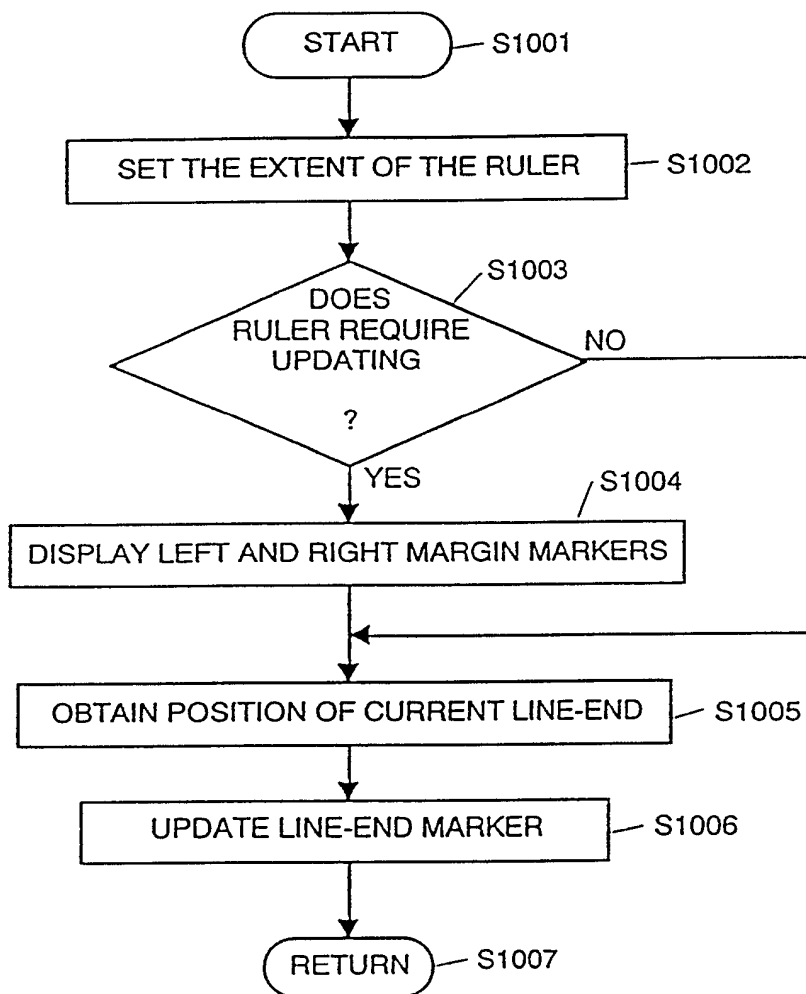 START
S1001
SET THE EXTENT OF THE RULER
S1002
S1003
DOES
RULER REQUIRE
UPDATING
?
NO
YES
S1004
DISPLAY LEFT AND RIGHT MARGIN MARKERS
OBTAIN POSITION OF CURRENT LINE-END
S1005
UPDATE LINE-END MARKER
S1006
RETURN
S1007